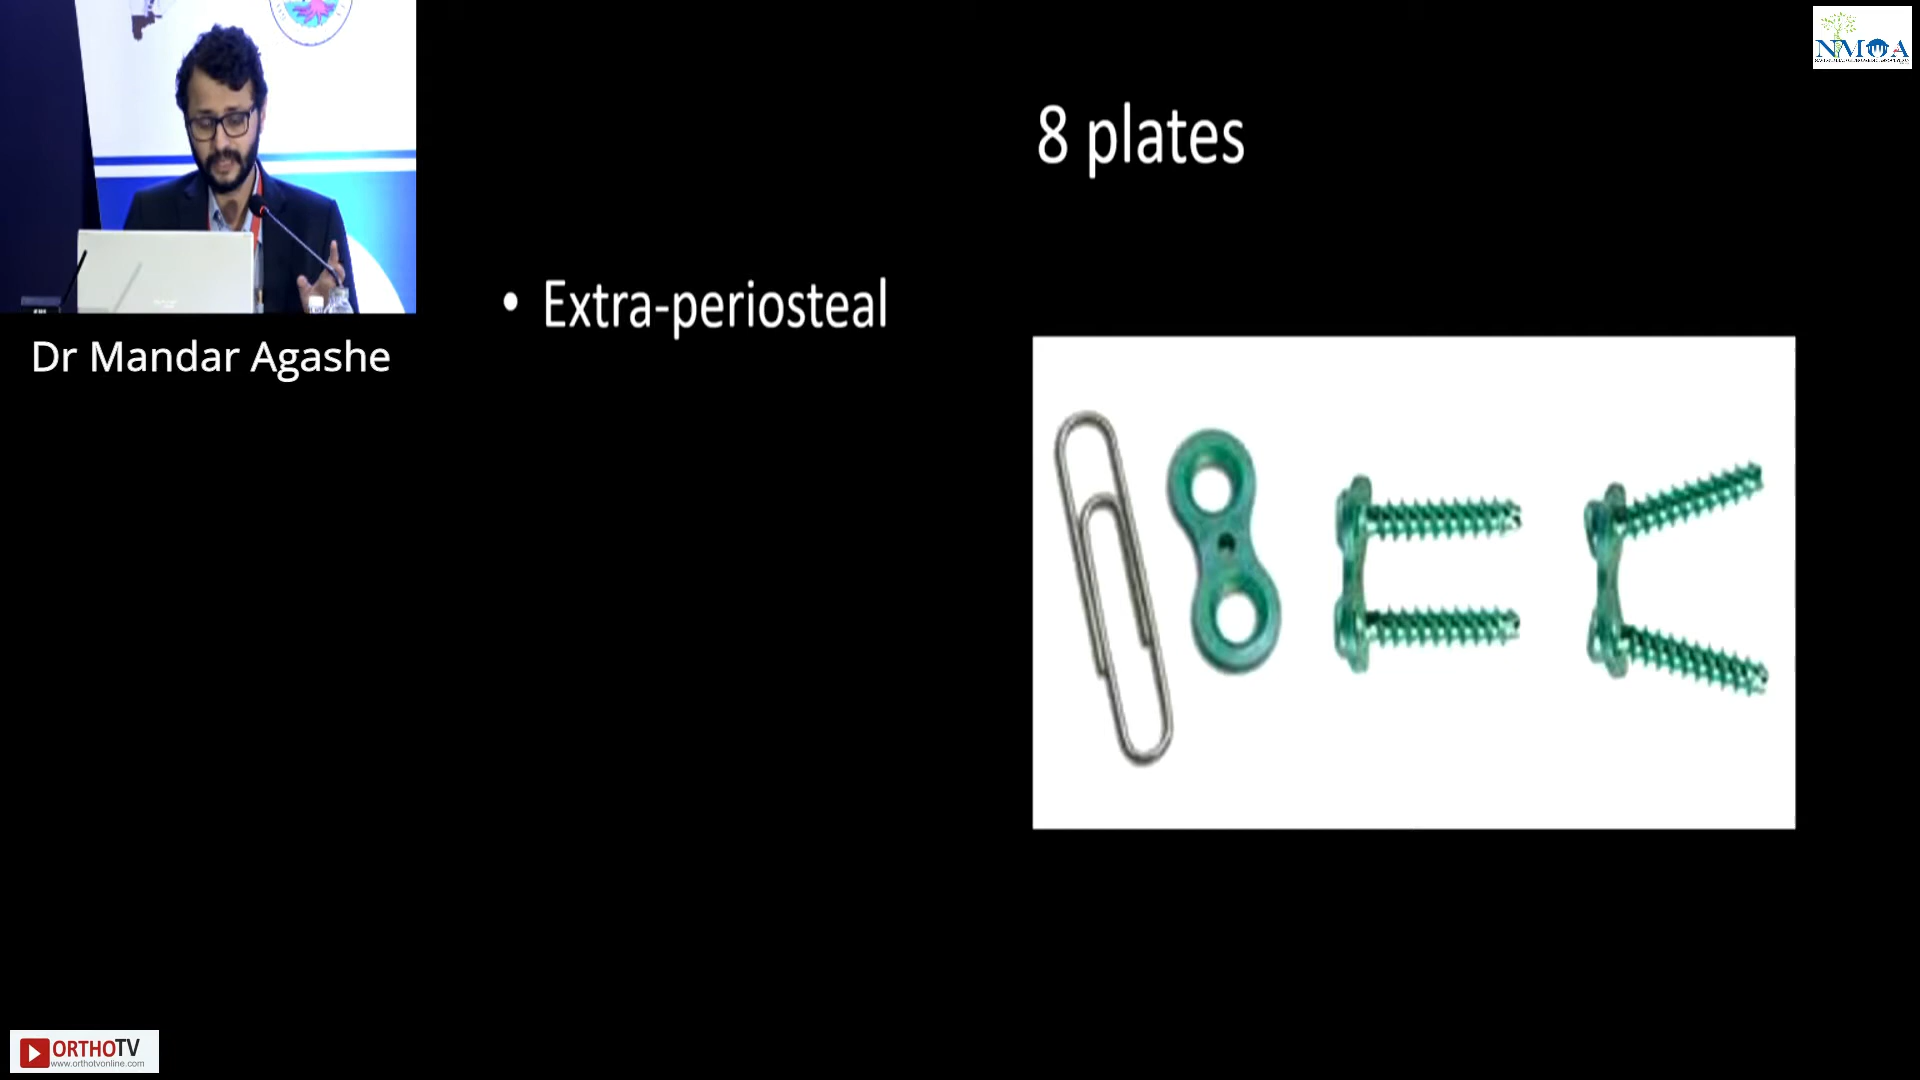 NMOA
8 plates
• Extra-periosteal
Dr Mandar Agashe
ORTHOTV
www.orthotvonline.com